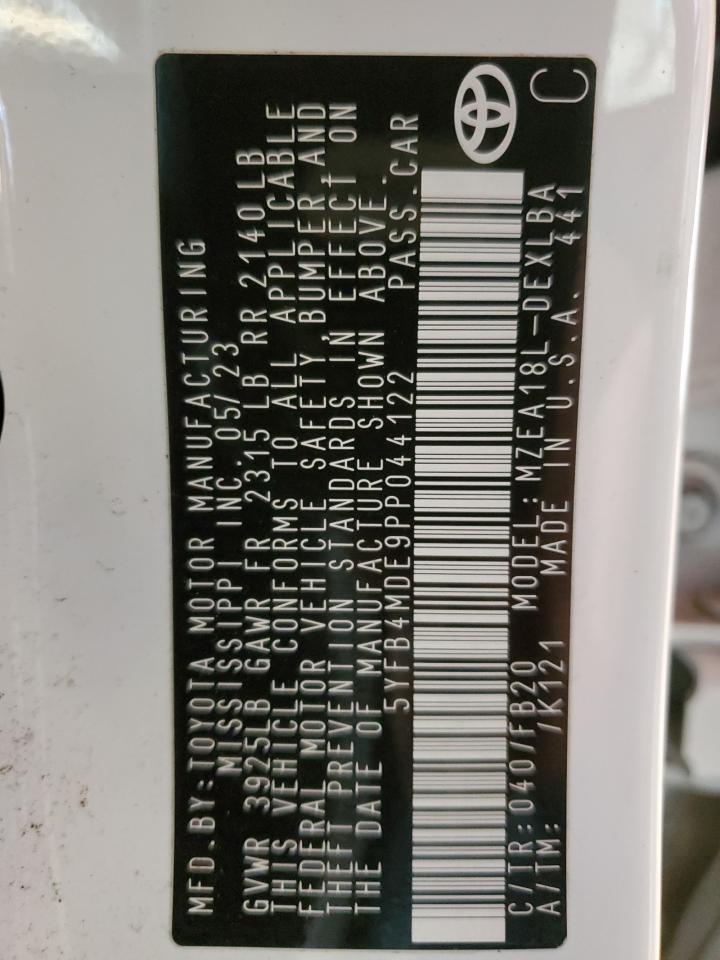 MFD.BY:TOYOTA MOTOR MANUFACTURING
MISSISSIPPI INC. 05/23
GVWR 3925LB GAWR FR 2315 LB RR 2140LB
THIS VEHICLE CONFORMS TO ALL APPLICABLE
FEDERAL MOTOR VEHICLE SAFETY, BUMPER, AND
THEFT PREVENTION STANDARDS IN EFFECT ON
THE DATE OF MANUFACTURE SHOWN ABOVE.
5YFB4MDE9PP044122 PASS.CAR
C/TR:040/FB20 MODEL:MZEA18L-DEXLBA
A/TM: /K121 MADE IN U.S.A. 441
C